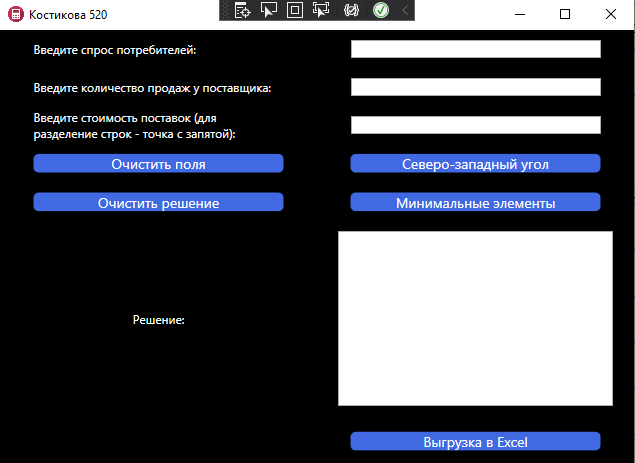 Костикова 520
Введите спрос потребителей:
Введите количество продаж у поставщика:
Введите стоимость поставок (для
разделение строк - точка с запятой):
Очистить поля
Северо-западный угол
Очистить решение
Минимальные элементы
Решение:
Выгрузка в Excel